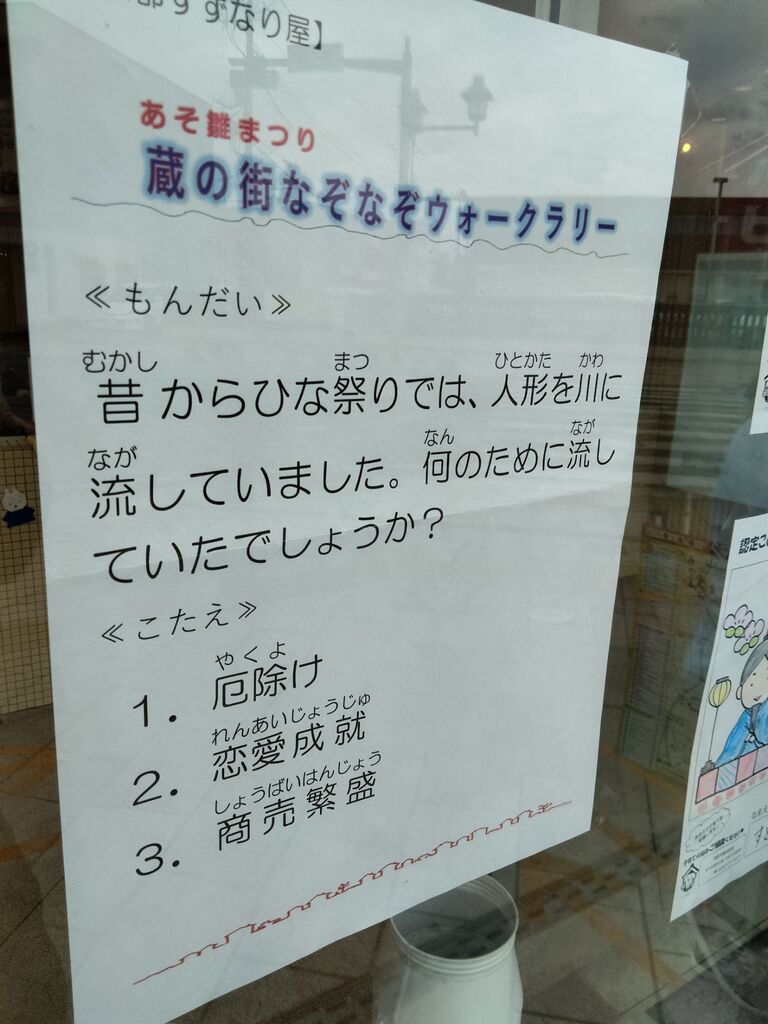 すずなり屋】
あそ雛まつり
蔵の街なぞなぞウォークラリー
≪もんだい≫
むかし まつ ひとかた かわ
昔からひな祭りでは、人形を川に
なが なん なが
流していました。何のために流し
ていたでしょうか?
≪こたえ≫
やくよ
1. 厄除け
れんあいじょうじゅ
2. 恋愛成就
しょうばいはんじょう
3. 商売繁盛
認定こ